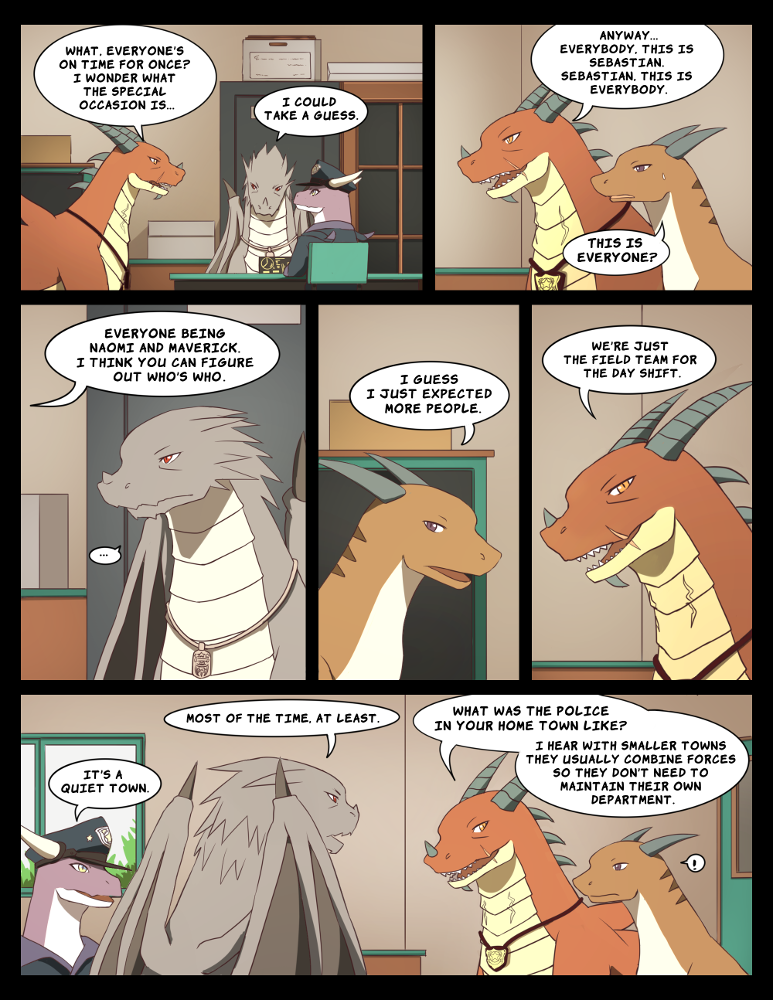 WHAT, EVERYONE'S
ON TIME FOR ONCE?
I WONDER WHAT
THE SPECIAL
OCCASION IS...
I COULD
TAKE A GUESS.
ANYWAY...
EVERYBODY, THIS IS
SEBASTIAN.
SEBASTIAN, THIS IS
EVERYBODY.
THIS IS
EVERYONE?
EVERYONE BEING
NAOMI AND MAVERICK.
I THINK YOU CAN FIGURE
OUT WHO'S WHO.
...
I GUESS
I JUST EXPECTED
MORE PEOPLE.
WE'RE JUST
THE FIELD TEAM FOR
THE DAY SHIFT.
MOST OF THE TIME, AT LEAST.
IT'S A
QUIET TOWN.
WHAT WAS THE POLICE
IN YOUR HOME TOWN LIKE?
I HEAR WITH SMALLER TOWNS
THEY USUALLY COMBINE FORCES
SO THEY DON'T NEED TO
MAINTAIN THEIR OWN
DEPARTMENT.
!